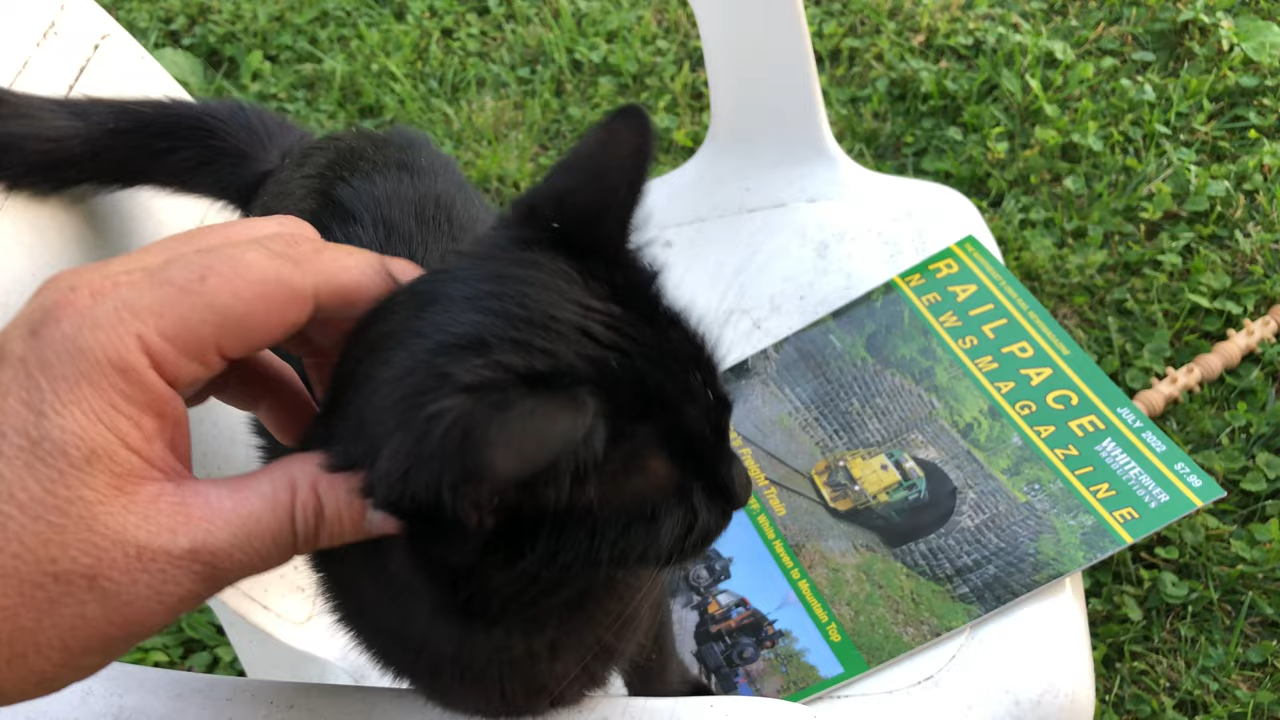 RAILPACE
NEWSMAGAZINE
JULY 2022 $7.99
WHITERIVER
PRODUCTIONS
Freight Train
White Haven to Mountain Top